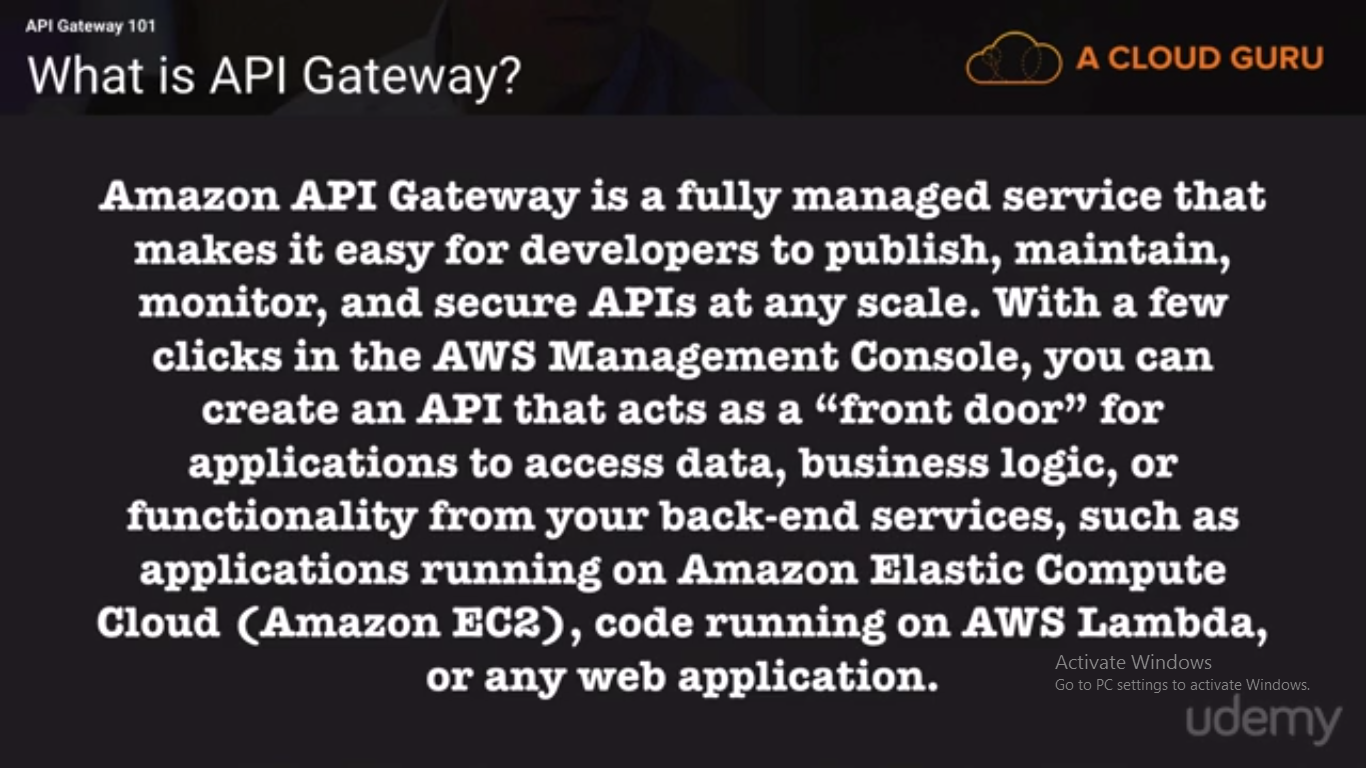 API Gateway 101
What is API Gateway?
A CLOUD GURU
Amazon API Gateway is a fully managed service that
makes it easy for developers to publish, maintain,
monitor, and secure APIs at any scale. With a few
clicks in the AWS Management Console, you can
create an API that acts as a “front door” for
applications to access data, business logic, or
functionality from your back-end services, such as
applications running on Amazon Elastic Compute
Cloud (Amazon EC2), code running on AWS Lambda,
or any web application.
Activate Windows
Go to PC settings to activate Windows.
udemy